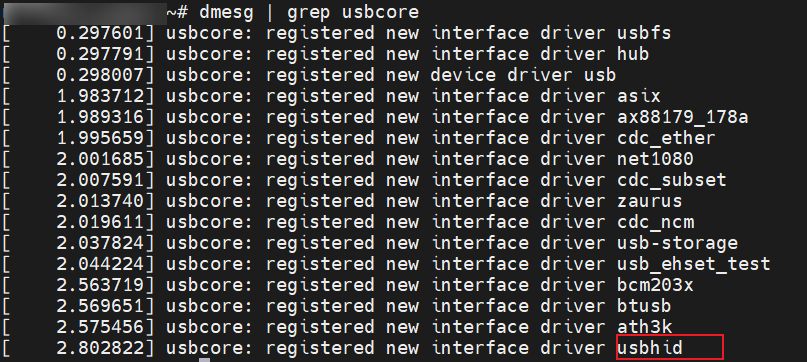 ~# dmesg | grep usbcore
[    0.297601] usbcore: registered new interface driver usbfs
[    0.297791] usbcore: registered new interface driver hub
[    0.298007] usbcore: registered new device driver usb
[    1.983712] usbcore: registered new interface driver asix
[    1.989316] usbcore: registered new interface driver ax88179_178a
[    1.995659] usbcore: registered new interface driver cdc_ether
[    2.001685] usbcore: registered new interface driver net1080
[    2.007591] usbcore: registered new interface driver cdc_subset
[    2.013740] usbcore: registered new interface driver zaurus
[    2.019611] usbcore: registered new interface driver cdc_ncm
[    2.037824] usbcore: registered new interface driver usb-storage
[    2.044224] usbcore: registered new interface driver usb_ehset_test
[    2.563719] usbcore: registered new interface driver bcm203x
[    2.569651] usbcore: registered new interface driver btusb
[    2.575456] usbcore: registered new interface driver ath3k
[    2.802822] usbcore: registered new interface driver usbhid